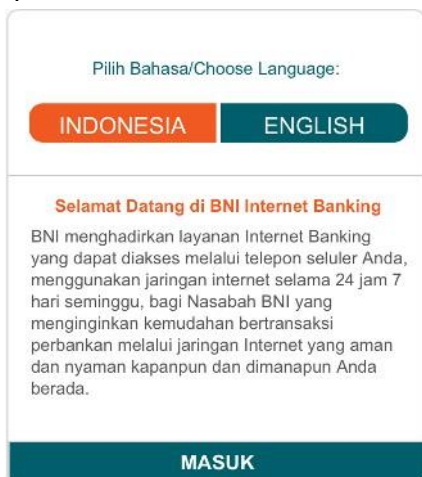 Pilih Bahasa/Choose Language:
INDONESIA
ENGLISH
Selamat Datang di BNI Internet Banking
BNI menghadirkan layanan Internet Banking
yang dapat diakses melalui telepon seluler Anda,
menggunakan jaringan internet selama 24 jam 7
hari seminggu, bagi Nasabah BNI yang
menginginkan kemudahan bertransaksi
perbankan melalui jaringan Internet yang aman
dan nyaman kapanpun dan dimanapun Anda
berada.
MASUK